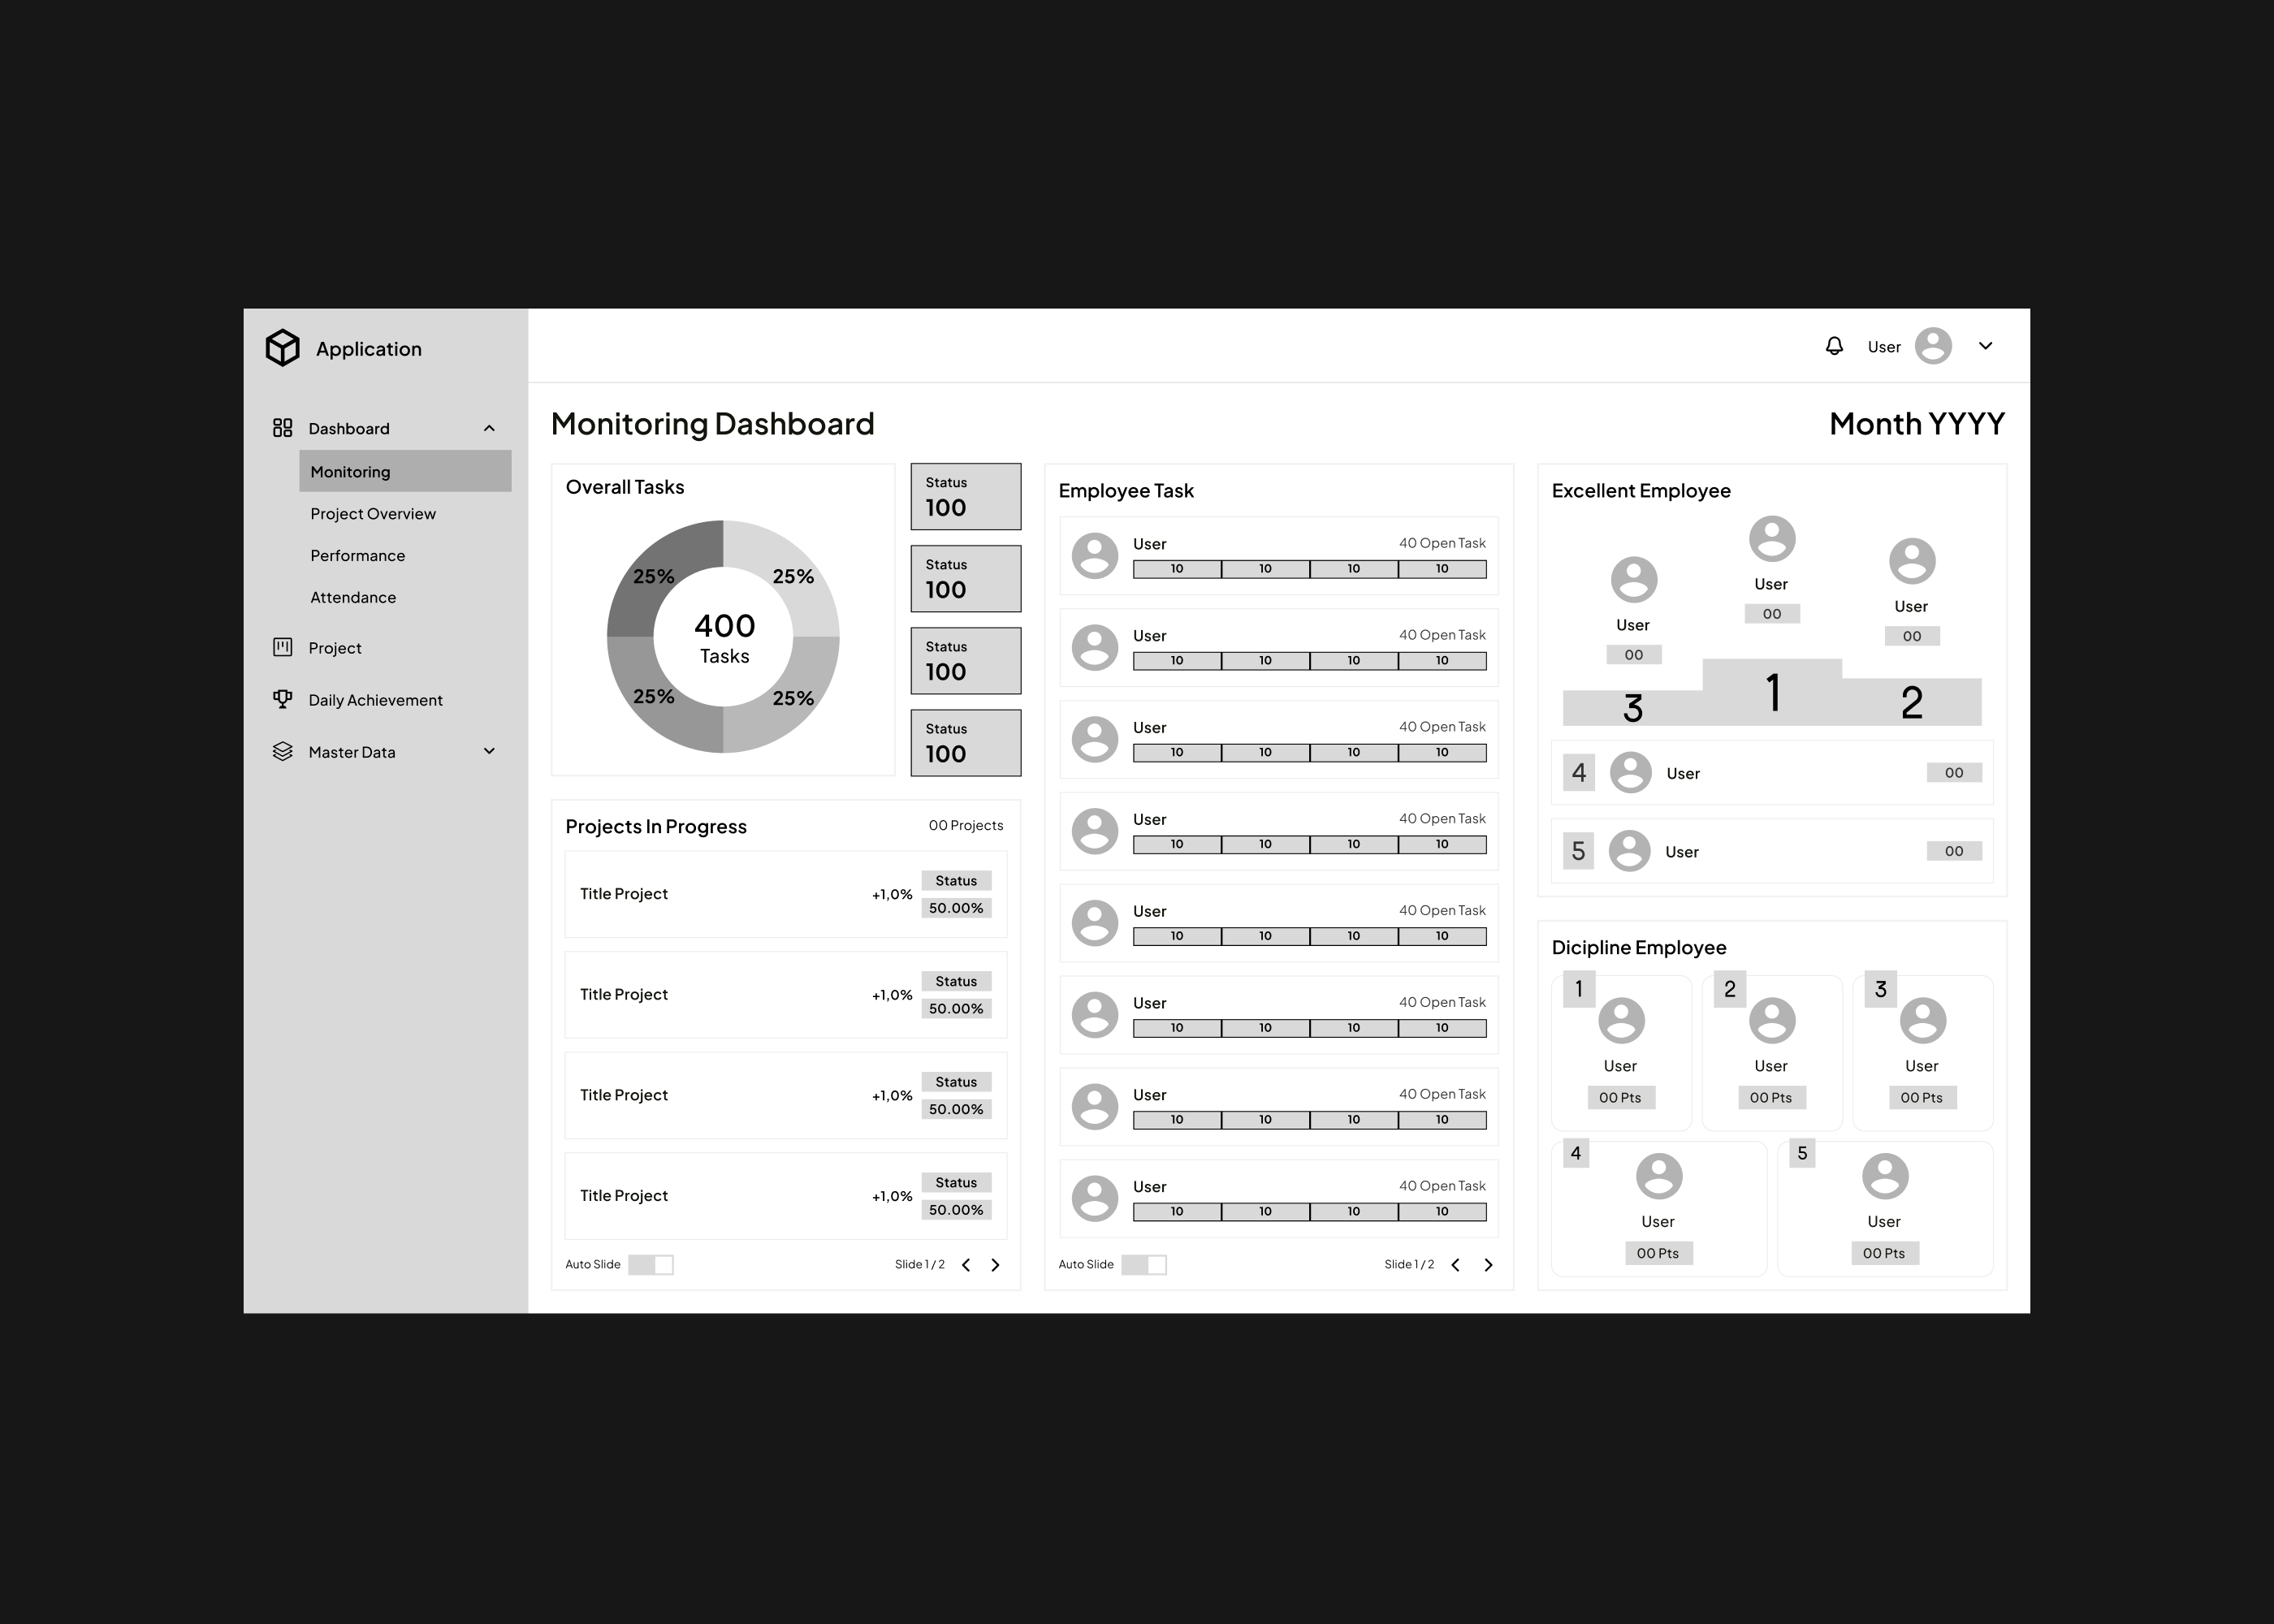 Application
Dashboard
Monitoring
Project Overview
Performance
Attendance
Project
Daily Achievement
Master Data
User
Monitoring Dashboard
Month YYYY
Overall Tasks
25%
25%
400
Tasks
25%
25%
Status
100
Status
100
Status
100
Status
100
Projects In Progress
00 Projects
Title Project
+1,0%
Status
50.00%
Title Project
+1,0%
Status
50.00%
Title Project
+1,0%
Status
50.00%
Title Project
+1,0%
Status
50.00%
Auto Slide
Slide 1 / 2
Employee Task
User
40 Open Task
10 10 10 10
User
40 Open Task
10 10 10 10
User
40 Open Task
10 10 10 10
User
40 Open Task
10 10 10 10
User
40 Open Task
10 10 10 10
User
40 Open Task
10 10 10 10
User
40 Open Task
10 10 10 10
User
40 Open Task
10 10 10 10
Auto Slide
Slide 1 / 2
Excellent Employee
User
00
3
User
00
1
User
00
2
4
User
00
5
User
00
Dicipline Employee
1
User
00 Pts
2
User
00 Pts
3
User
00 Pts
4
User
00 Pts
5
User
00 Pts